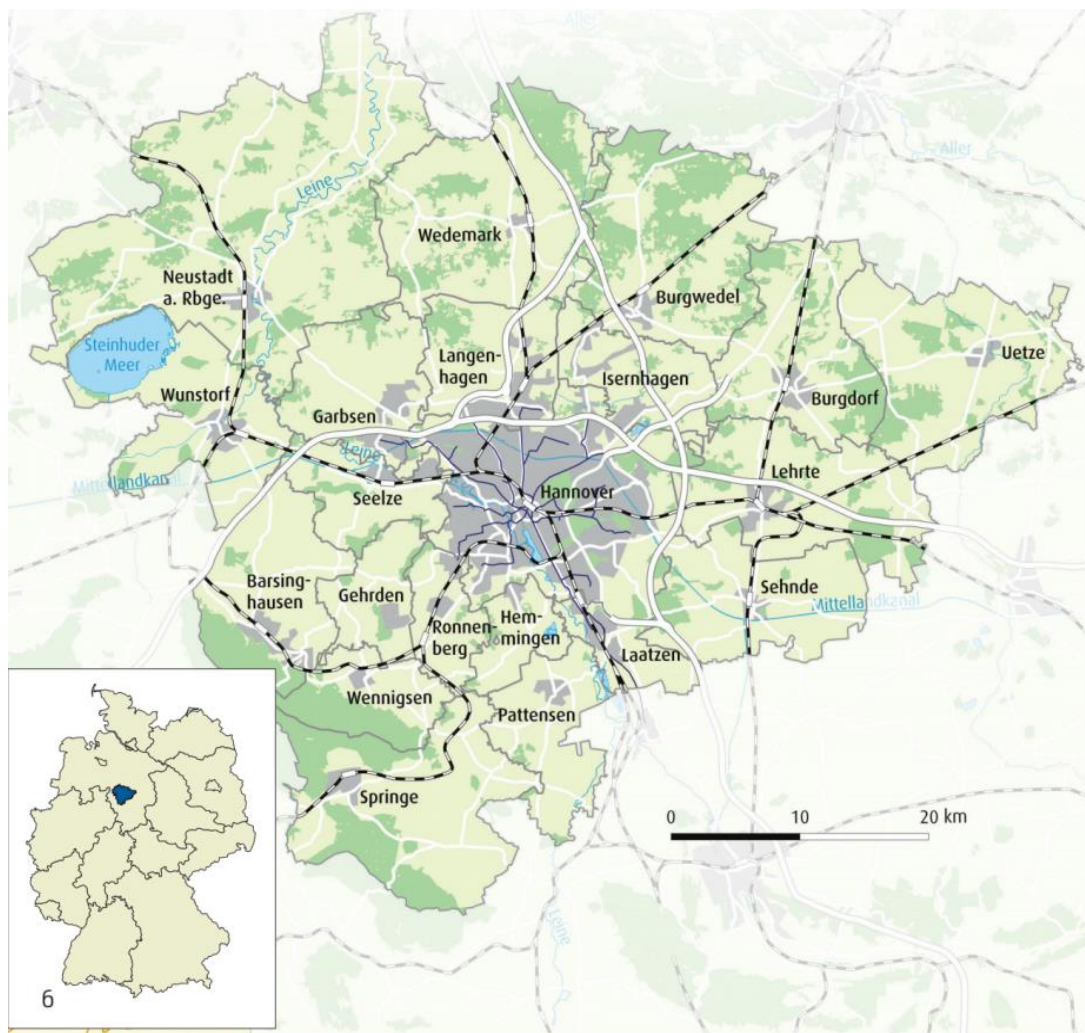 Aller
Aller
Leine
Wedemark
Neustadt
a. Rbge.
Burgwedel
Steinhuder
Meer
Langen-
hagen
Isernhagen
Uetze
Wunstorf
Garbsen
Burgdorf
Leine
Mittellandkanal
Seelze
Hannover
Lehrte
Barsing-
hausen
Gehrden
Sehnde
Mittellandkanal
Ronnen-
berg
Hem-
mingen
Laatzen
Wennigsen
Pattensen
Springe
0 10 20 km
Leine
6